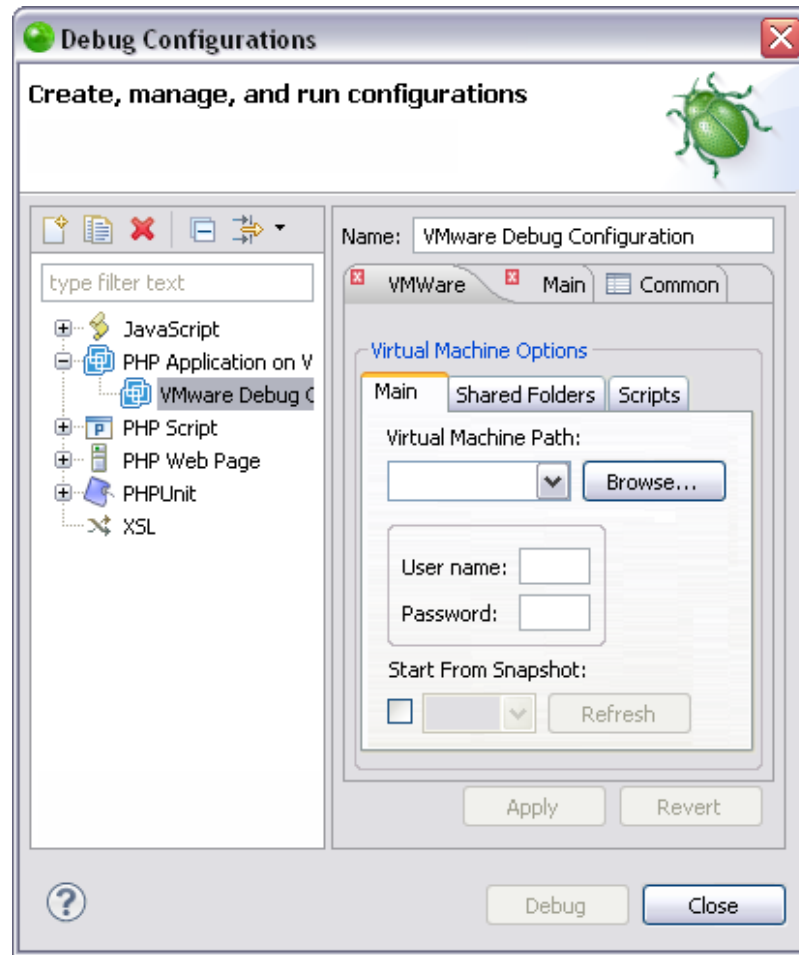 Debug Configurations
Create, manage, and run configurations
type filter text
JavaScript
PHP Application on V
VMware Debug C
PHP Script
PHP Web Page
PHPUnit
XSL
Name: VMware Debug Configuration
VMWare Main Common
Virtual Machine Options
Main Shared Folders Scripts
Virtual Machine Path:
Browse...
User name:
Password:
Start From Snapshot:
Refresh
Apply Revert
Debug Close